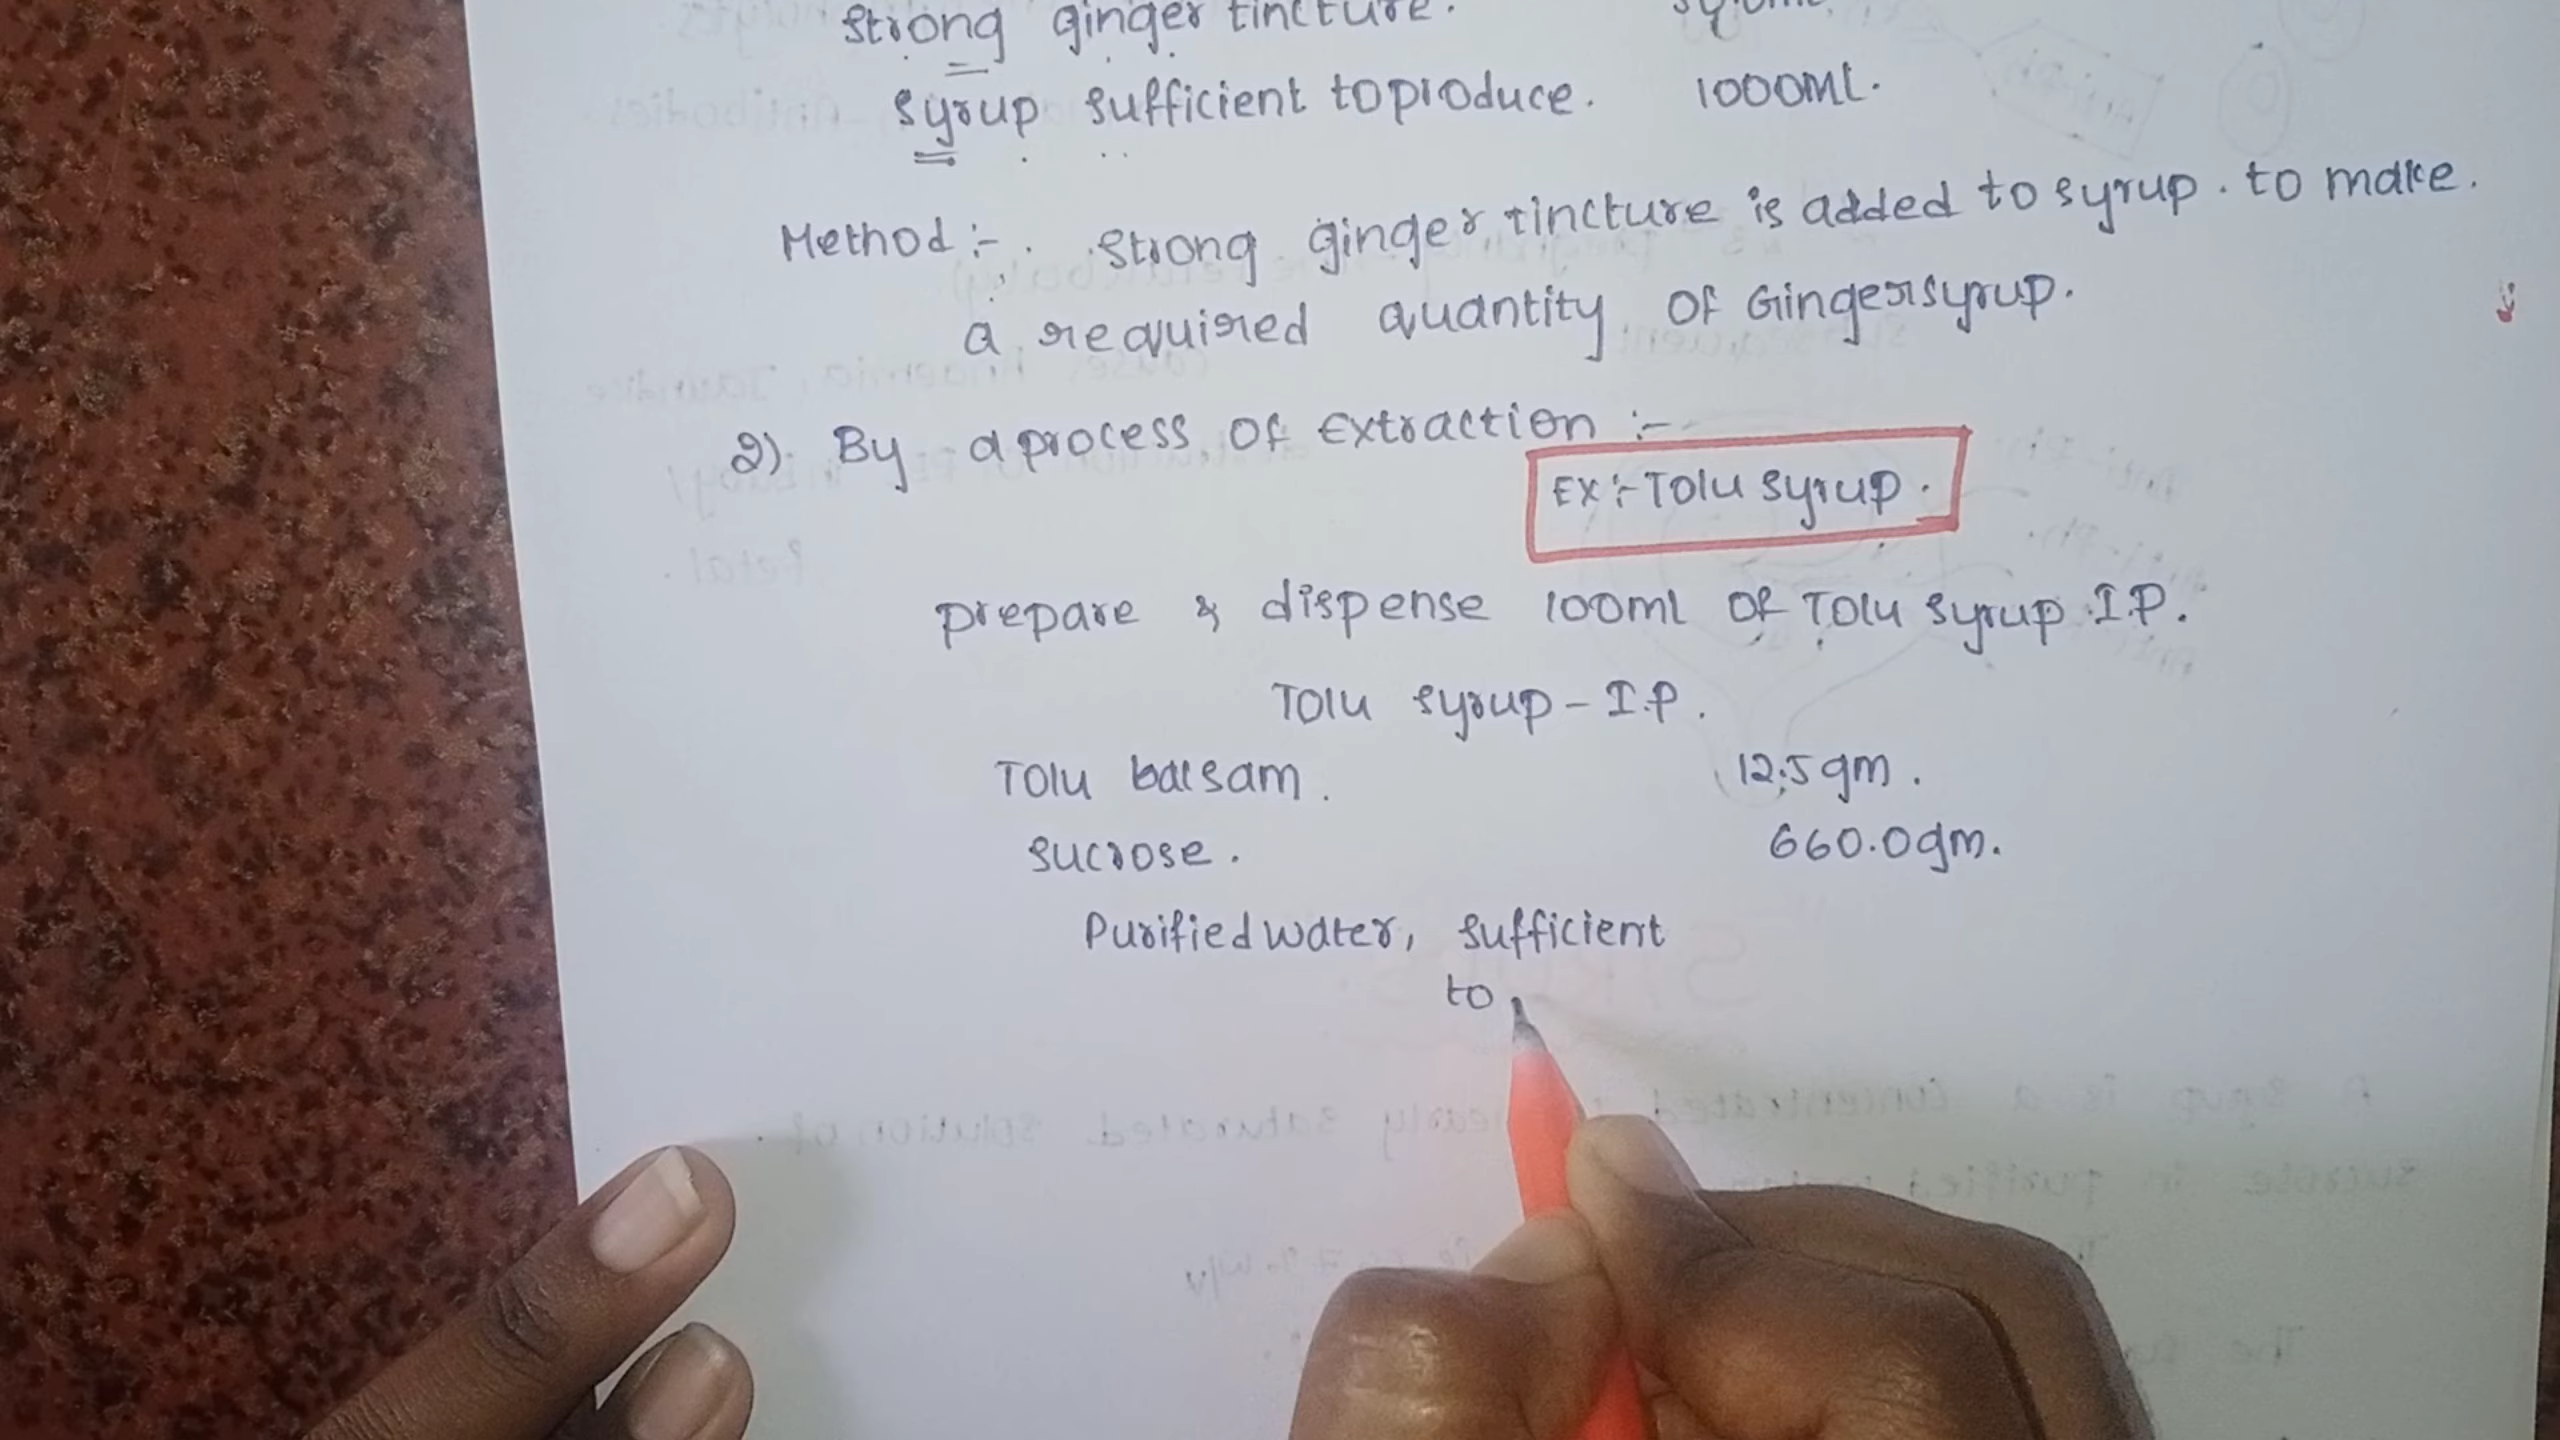 Strong ginger tincture.
Syrup sufficient to produce. 1000ML.
Method :- Strong ginger tincture is added to syrup. to make.
a required quantity of Gingersyrup.
2) By a process of Extraction :-
EX :- Tolu syrup.
Prepare & dispense 100ml of Tolu syrup I.P.
Tolu syrup - I.P.
Tolu balsam. 12.5gm.
Sucrose. 660.0gm.
Purified water, sufficient
to